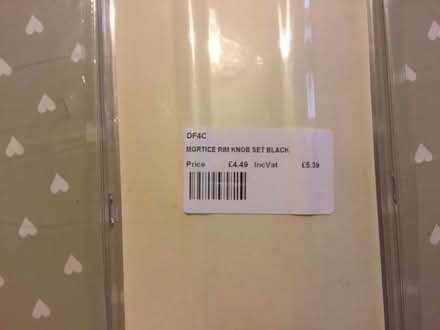 DF4C
MORTICE RIM KNOB SET BLACK
Price £4.49 IncVat £5.39